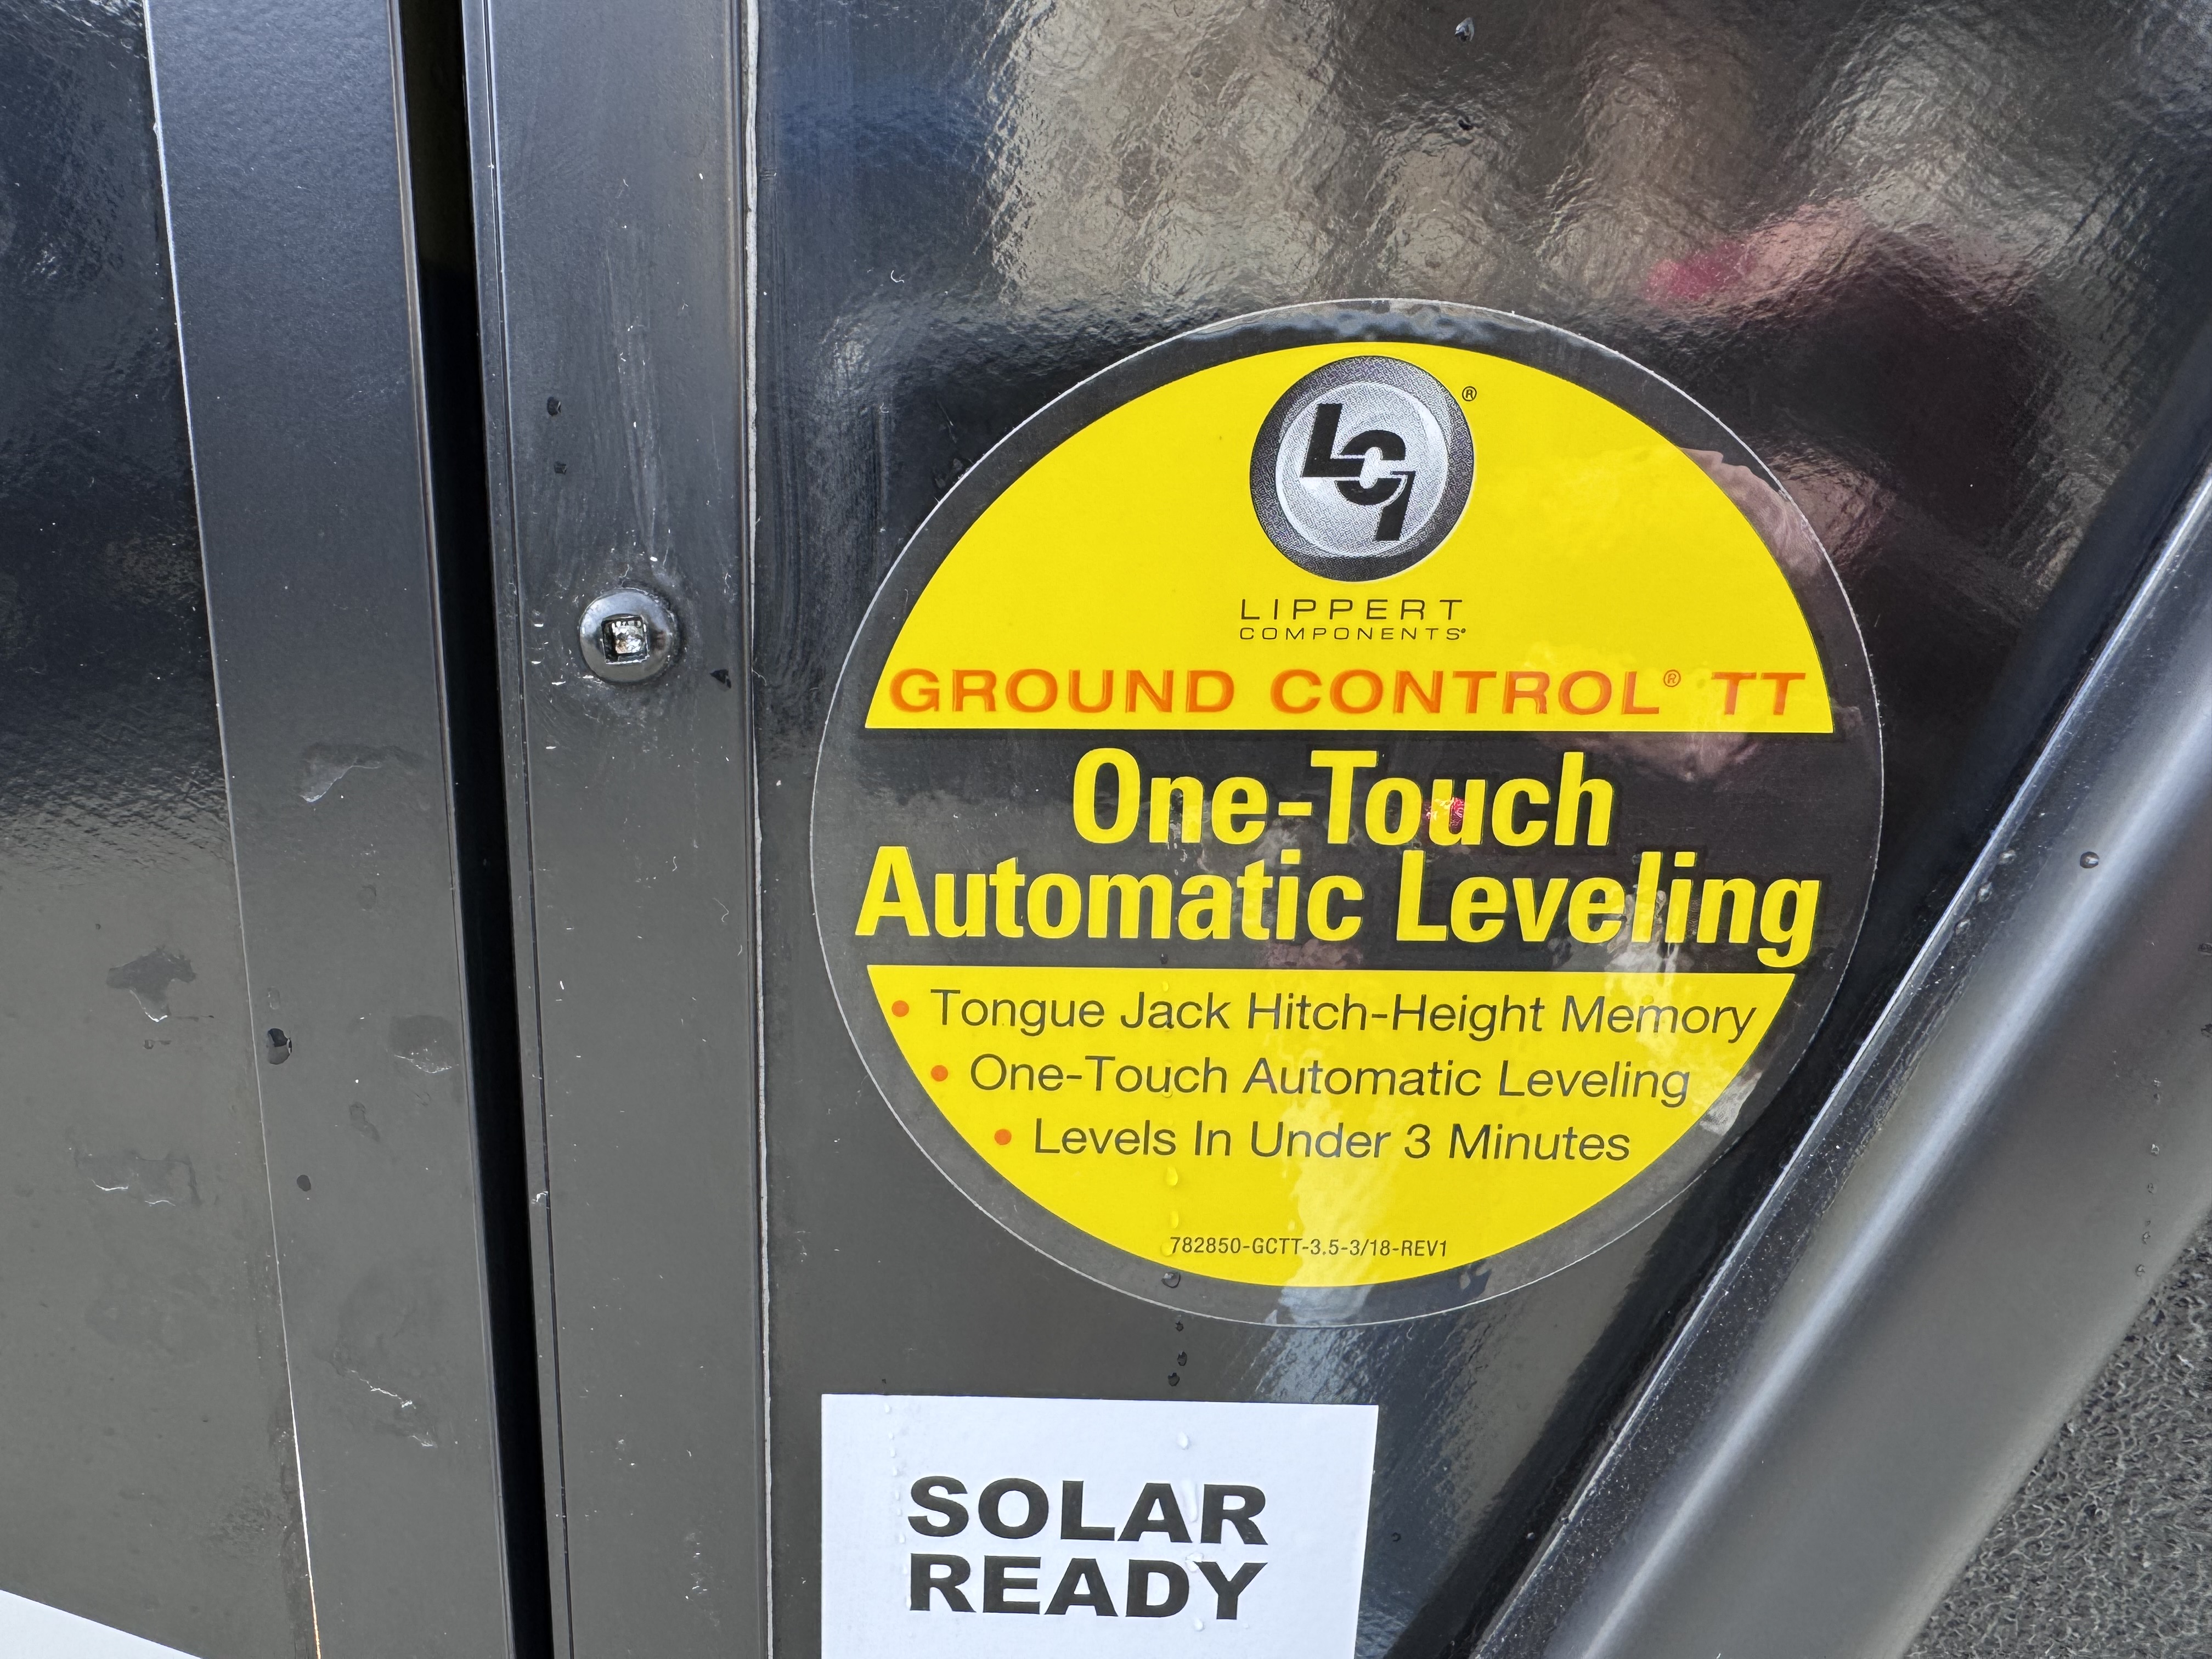 LCI®
LIPPERT
COMPONENTS®
GROUND CONTROL® TT
One-Touch
Automatic Leveling
• Tongue Jack Hitch-Height Memory
• One-Touch Automatic Leveling
• Levels In Under 3 Minutes
782850-GCTT-3.5-3/18-REV1
SOLAR
READY